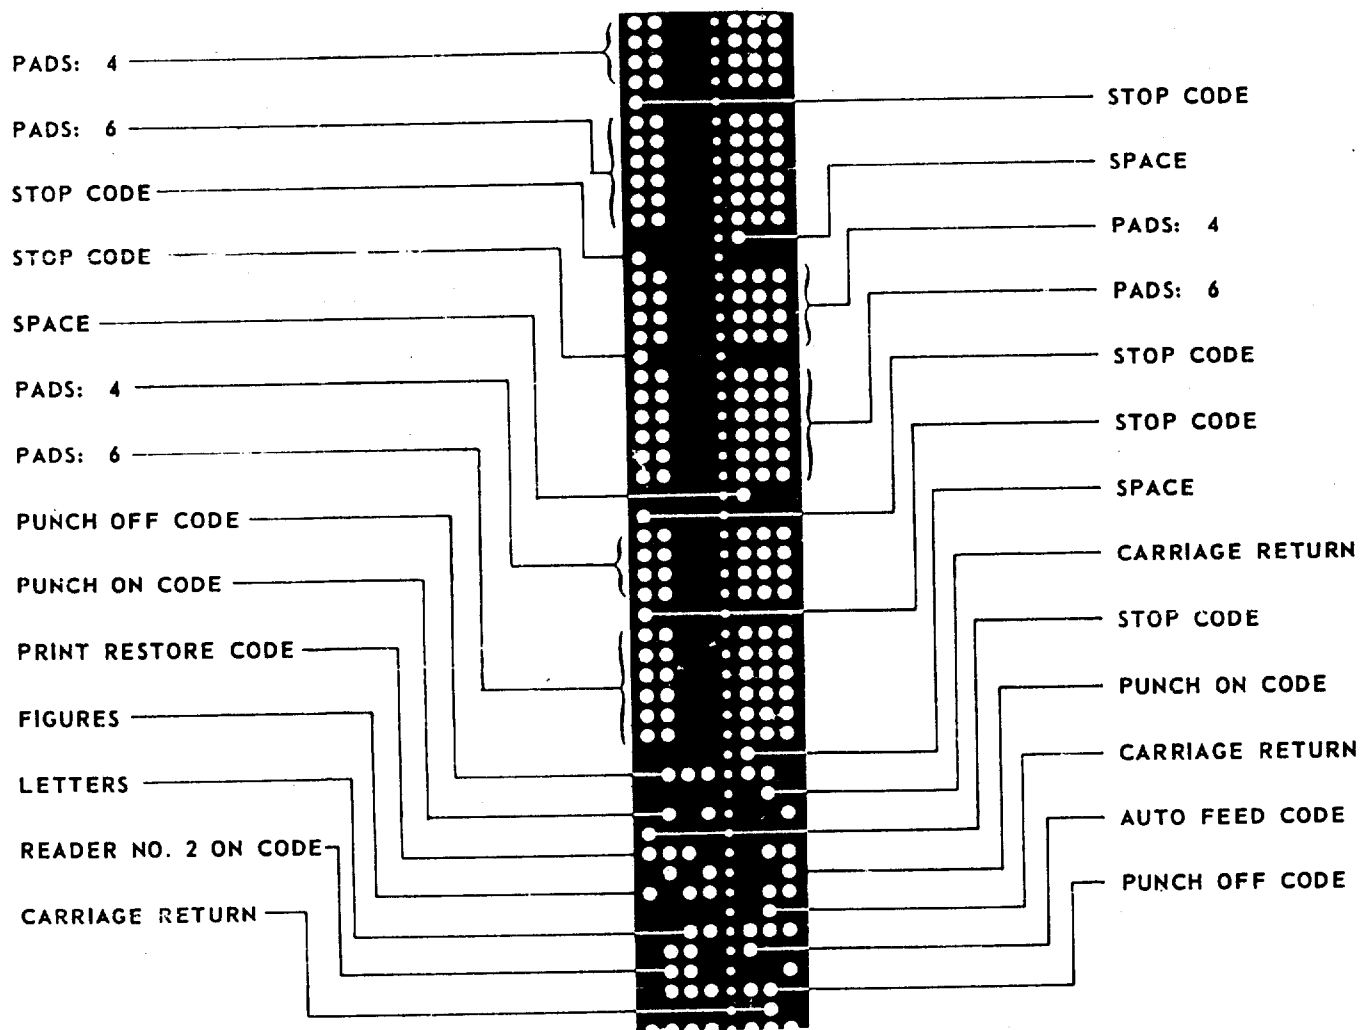 PADS: 4
PADS: 6
STOP CODE
STOP CODE
SPACE
PADS: 4
PADS: 6
PUNCH OFF CODE
PUNCH ON CODE
PRINT RESTORE CODE
FIGURES
LETTERS
READER NO. 2 ON CODE
CARRIAGE RETURN
STOP CODE
SPACE
PADS: 4
PADS: 6
STOP CODE
STOP CODE
SPACE
CARRIAGE RETURN
STOP CODE
PUNCH ON CODE
CARRIAGE RETURN
AUTO FEED CODE
PUNCH OFF CODE